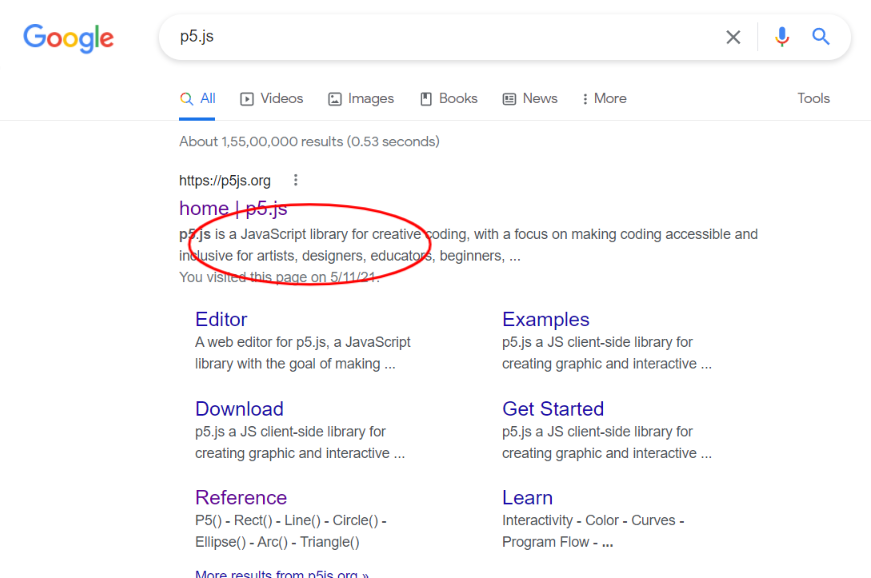 Google
p5.js
All Videos Images Books News More Tools
About 1,55,00,000 results (0.53 seconds)
https://p5js.org
home | p5.js
p5.js is a JavaScript library for creative coding, with a focus on making coding accessible and
inclusive for artists, designers, educators, beginners, ...
You visited this page on 5/11/21.
Editor
A web editor for p5.js, a JavaScript
library with the goal of making ...
Examples
p5.js a JS client-side library for
creating graphic and interactive ...
Download
p5.js a JS client-side library for
creating graphic and interactive ...
Get Started
p5.js a JS client-side library for
creating graphic and interactive ...
Reference
P5() - Rect() - Line() - Circle() -
Ellipse() - Arc() - Triangle()
Learn
Interactivity - Color - Curves -
Program Flow - ...
More results from p5js.org »